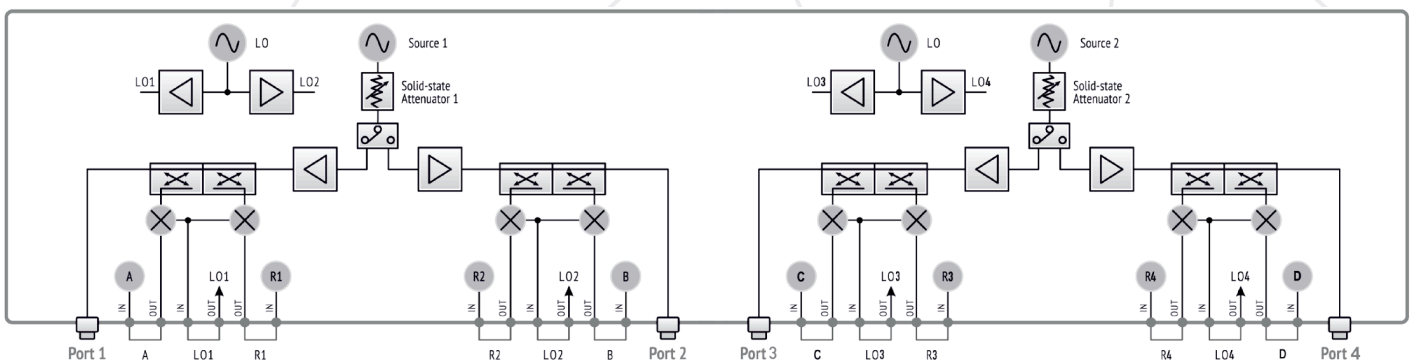 LO
Source 1
LO
Source 2
LO1
LO2
Solid-state
Attenuator 1
LO3
LO4
Solid-state
Attenuator 2
A
LO1
R1
R2
LO2
B
C
LO3
R3
R4
LO4
D
IN
OUT
IN
OUT
OUT
IN
IN
OUT
IN
OUT
OUT
IN
IN
OUT
IN
OUT
OUT
IN
IN
OUT
IN
OUT
OUT
IN
Port 1
A
LO1
R1
R2
LO2
B
Port 2
Port 3
C
LO3
R3
R4
LO4
D
Port 4